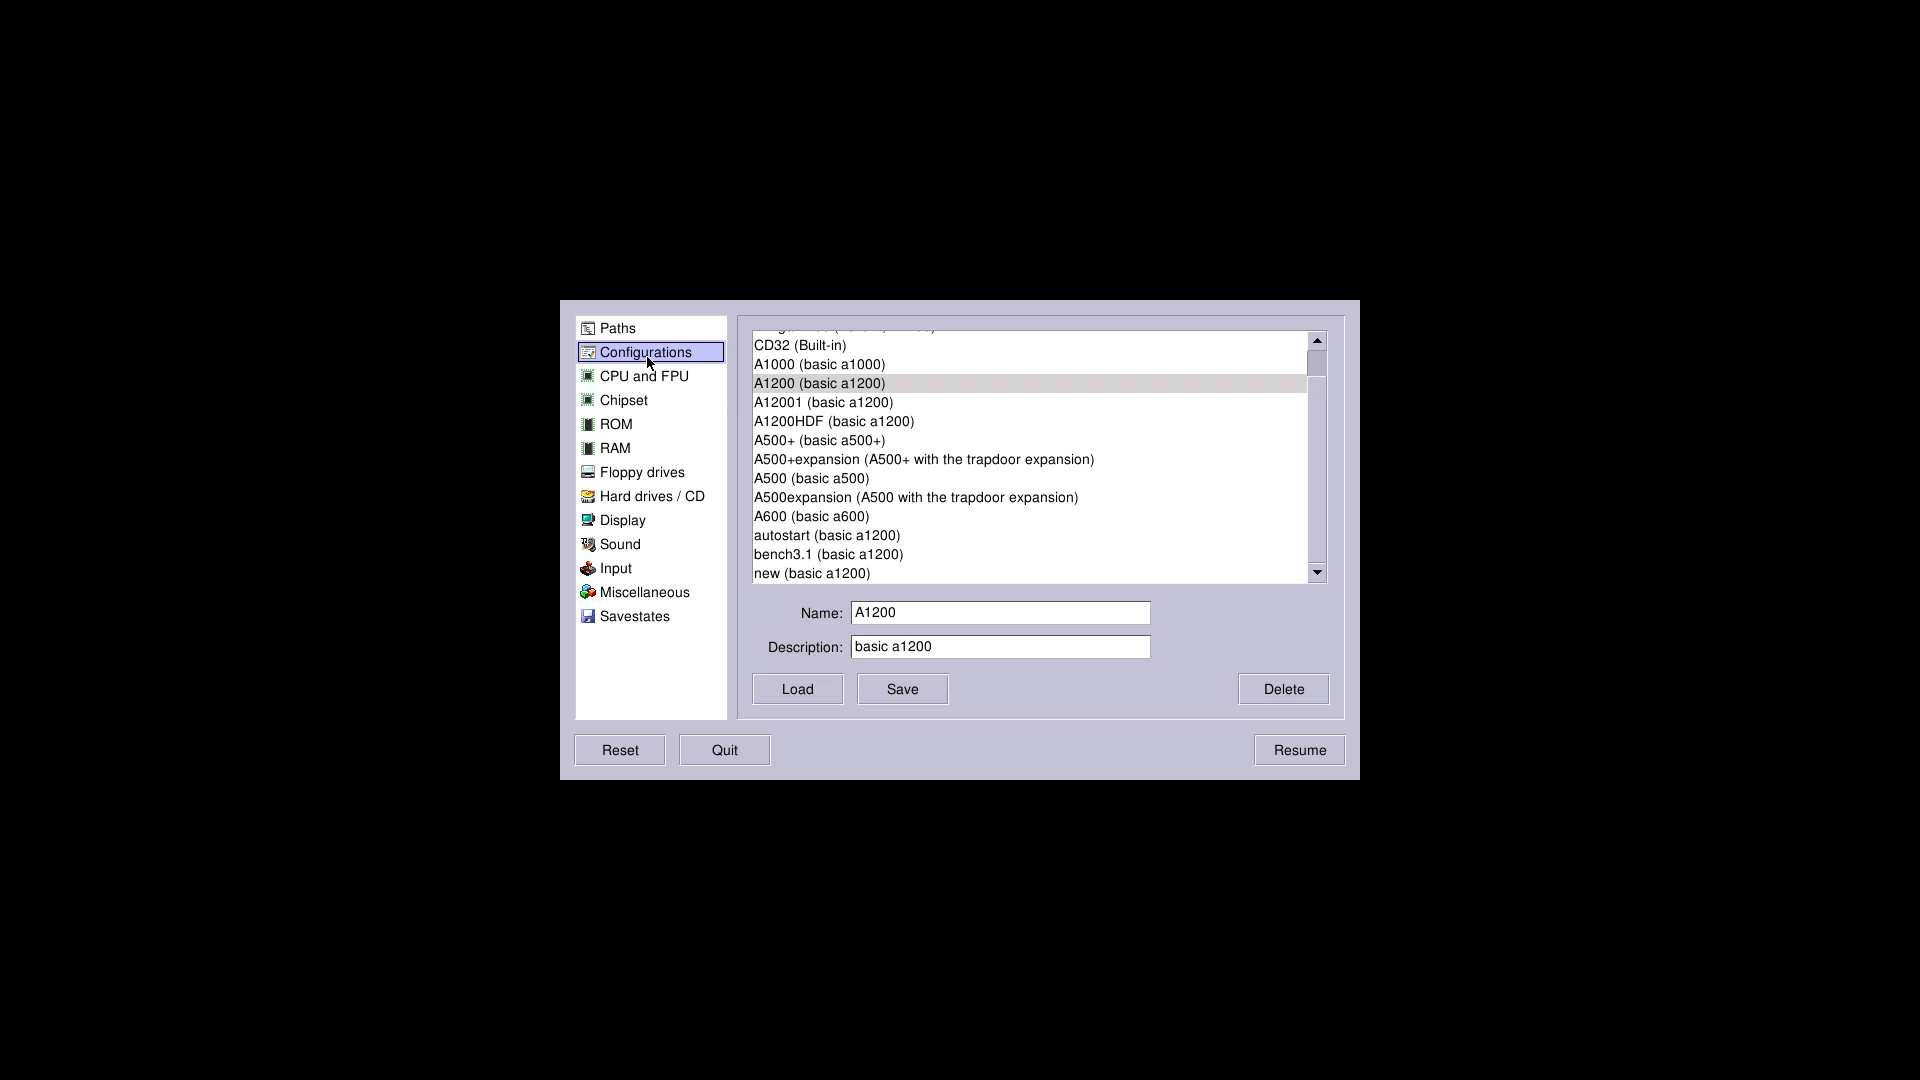 Paths
Configurations
CPU and FPU
Chipset
ROM
RAM
Floppy drives
Hard drives / CD
Display
Sound
Input
Miscellaneous
Savestates
CD32 (Built-in)
A1000 (basic a1000)
A1200 (basic a1200)
A12001 (basic a1200)
A1200HDF (basic a1200)
A500+ (basic a500+)
A500+expansion (A500+ with the trapdoor expansion)
A500 (basic a500)
A500expansion (A500 with the trapdoor expansion)
A600 (basic a600)
autostart (basic a1200)
bench3.1 (basic a1200)
new (basic a1200)
Name: A1200
Description: basic a1200
Load Save Delete
Reset Quit Resume